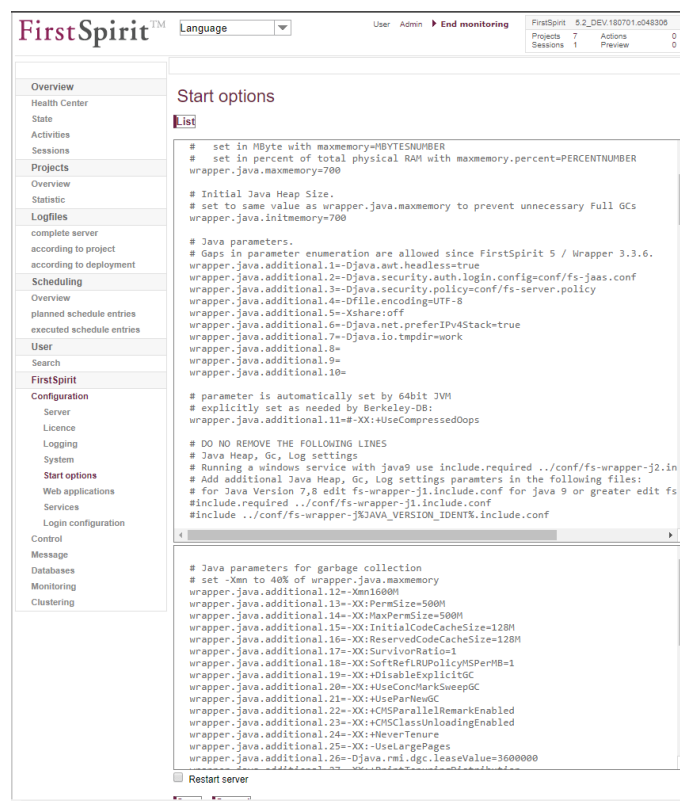 FirstSpirit™
Language
User Admin End monitoring
FirstSpirit 5.2_DEV.180701.c048306
Projects 7 Actions 0
Sessions 1 Preview 0
Overview
Health Center
State
Activities
Sessions
Projects
Overview
Statistic
Logfiles
complete server
according to project
according to deployment
Scheduling
Overview
planned schedule entries
executed schedule entries
User
Search
FirstSpirit
Configuration
Server
Licence
Logging
System
Start options
Web applications
Services
Login configuration
Control
Message
Databases
Monitoring
Clustering
Start options
List
#   set in MByte with maxmemory=MBYTESNUMBER
#   set in percent of total physical RAM with maxmemory.percent=PERCENTNUMBER
wrapper.java.maxmemory=700
# Initial Java Heap Size.
# set to same value as wrapper.java.maxmemory to prevent unnecessary Full GCs
wrapper.java.initmemory=700
# Java parameters.
# Gaps in parameter enumeration are allowed since FirstSpirit 5 / Wrapper 3.3.6.
wrapper.java.additional.1=-Djava.awt.headless=true
wrapper.java.additional.2=-Djava.security.auth.login.config=conf/fs-jaas.conf
wrapper.java.additional.3=-Djava.security.policy=conf/fs-server.policy
wrapper.java.additional.4=-Dfile.encoding=UTF-8
wrapper.java.additional.5=-Xshare:off
wrapper.java.additional.6=-Djava.net.preferIPv4Stack=true
wrapper.java.additional.7=-Djava.io.tmpdir=work
wrapper.java.additional.8=
wrapper.java.additional.9=
wrapper.java.additional.10=
# parameter is automatically set by 64bit JVM
# explicitly set as needed by Berkeley-DB:
wrapper.java.additional.11=#-XX:+UseCompressedOops
# DO NO REMOVE THE FOLLOWING LINES
# Java Heap, Gc, Log settings
# Running a windows service with java9 use include.required ../conf/fs-wrapper-j2.in
# Add additional Java Heap, Gc, Log settings paramters in the following files:
# for Java Version 7,8 edit fs-wrapper-j1.include.conf for java 9 or greater edit fs
#include.required ../conf/fs-wrapper-j1.include.conf
#include ../conf/fs-wrapper-j%JAVA_VERSION_IDENT%.include.conf
# Java parameters for garbage collection
# set -Xmn to 40% of wrapper.java.maxmemory
wrapper.java.additional.12=-Xmn1600M
wrapper.java.additional.13=-XX:PermSize=500M
wrapper.java.additional.14=-XX:MaxPermSize=500M
wrapper.java.additional.15=-XX:InitialCodeCacheSize=128M
wrapper.java.additional.16=-XX:ReservedCodeCacheSize=128M
wrapper.java.additional.17=-XX:SurvivorRatio=1
wrapper.java.additional.18=-XX:SoftRefLRUPolicyMSPerMB=1
wrapper.java.additional.19=-XX:+DisableExplicitGC
wrapper.java.additional.20=-XX:+UseConcMarkSweepGC
wrapper.java.additional.21=-XX:+UseParNewGC
wrapper.java.additional.22=-XX:+CMSParallelRemarkEnabled
wrapper.java.additional.23=-XX:+CMSClassUnloadingEnabled
wrapper.java.additional.24=-XX:+NeverTenure
wrapper.java.additional.25=-XX:-UseLargePages
wrapper.java.additional.26=-Djava.rmi.dgc.leaseValue=3600000
wrapper.java.additional.27=-XX:+PrintTenuringDistribution
Restart server